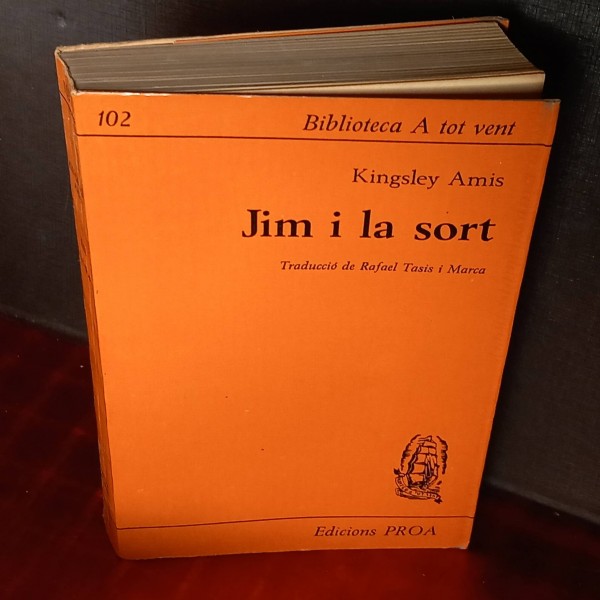 102
Biblioteca A tot vent
Kingsley Amis
Jim i la sort
Traducció de Rafael Tasis i Marca
Edicions PROA